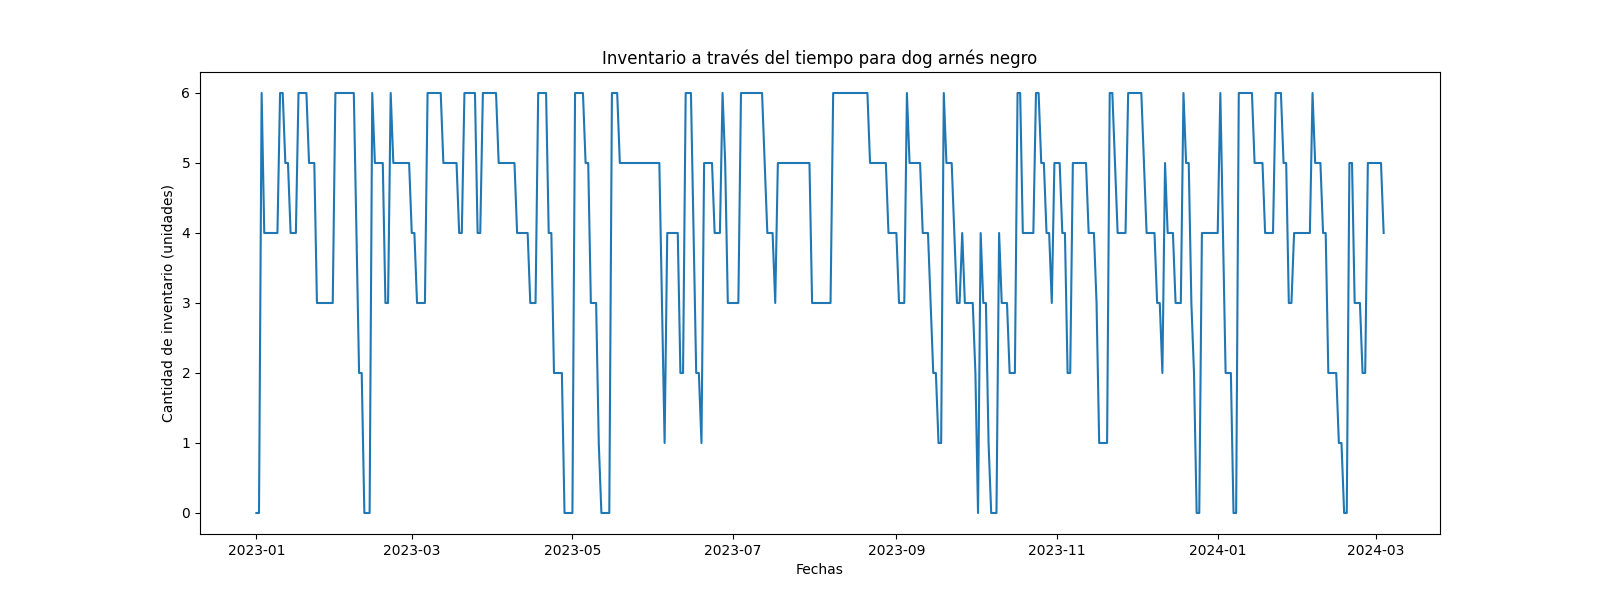 Inventario a través del tiempo para dog arnés negro
Cantidad de inventario (unidades)
6
5
4
3
2
1
0
2023-01 2023-03 2023-05 2023-07 2023-09 2023-11 2024-01 2024-03
Fechas